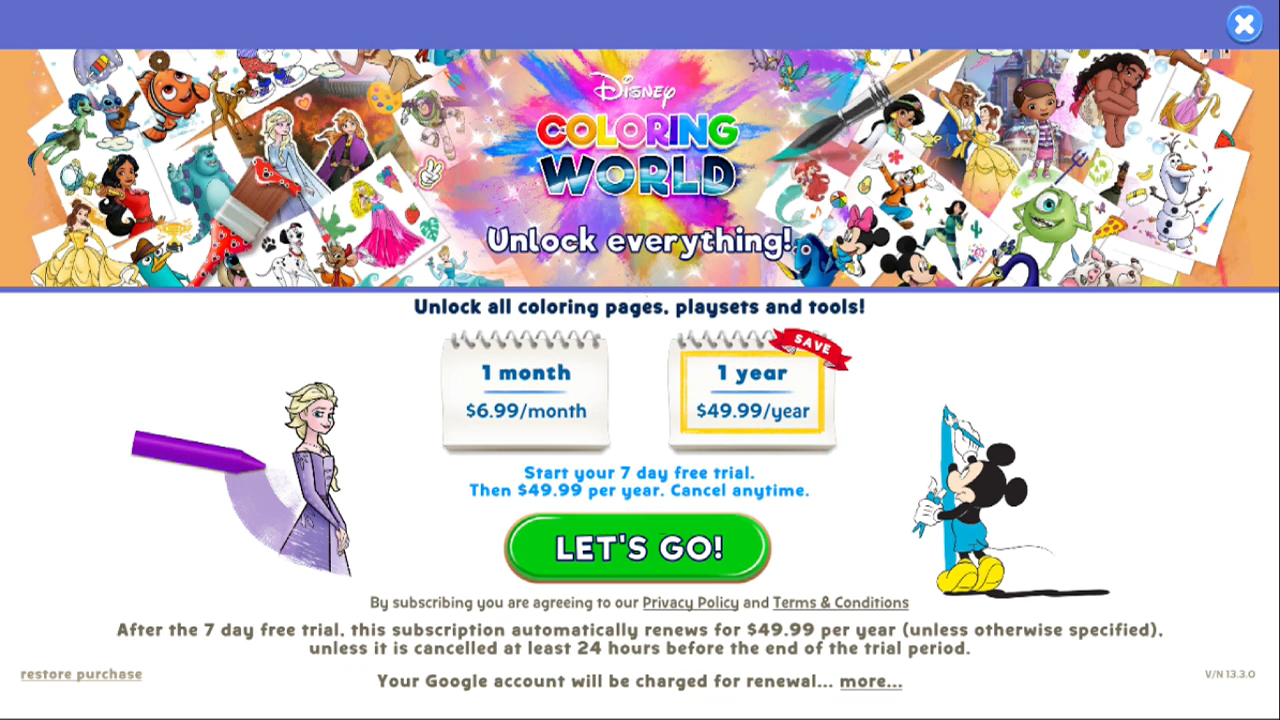 Disney
COLORING
WORLD
Unlock everything!
Unlock all coloring pages, playsets and tools!
1 month
$6.99/month
SAVE
1 year
$49.99/year
Start your 7 day free trial.
Then $49.99 per year. Cancel anytime.
LET'S GO!
By subscribing you are agreeing to our Privacy Policy and Terms & Conditions
After the 7 day free trial, this subscription automatically renews for $49.99 per year (unless otherwise specified),
unless it is cancelled at least 24 hours before the end of the trial period.
restore purchase
Your Google account will be charged for renewal... more...
V/N 13.3.0